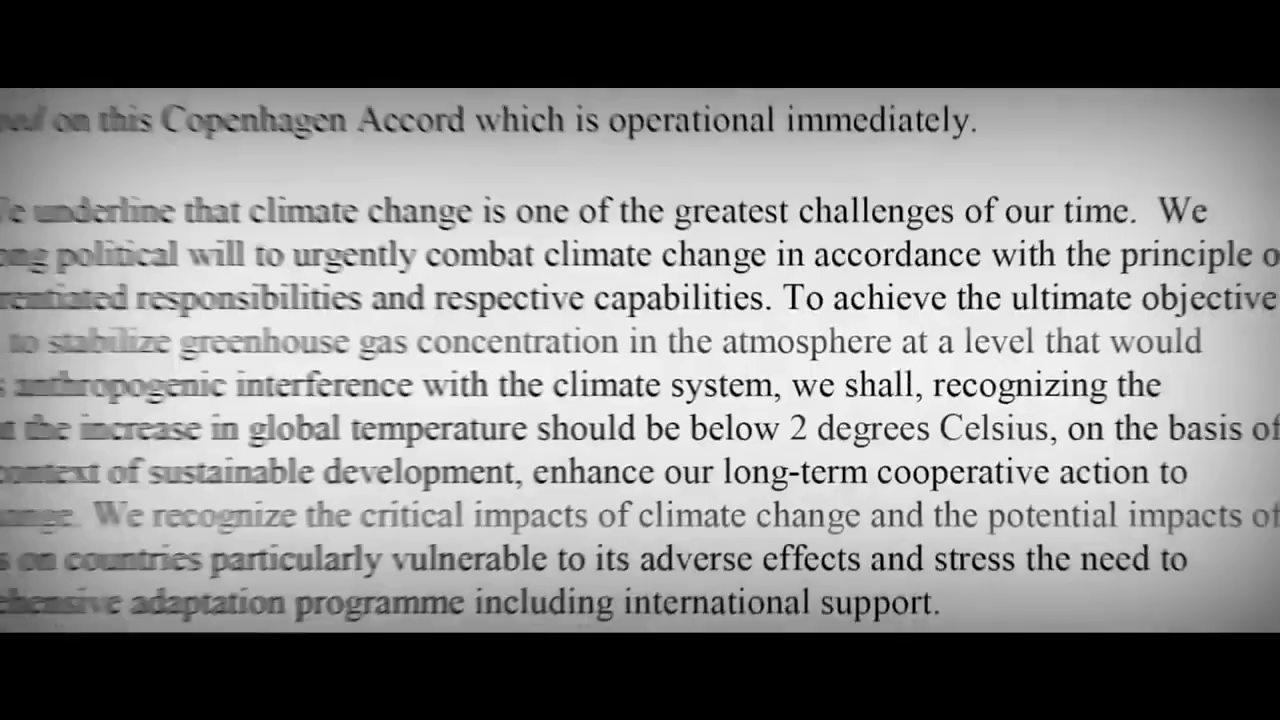 on this Copenhagen Accord which is operational immediately.
underline that climate change is one of the greatest challenges of our time. We
political will to urgently combat climate change in accordance with the principle
responsibilities and respective capabilities. To achieve the ultimate objective
to stabilize greenhouse gas concentration in the atmosphere at a level that would
anthropogenic interference with the climate system, we shall, recognizing the
the increase in global temperature should be below 2 degrees Celsius, on the basis of
context of sustainable development, enhance our long-term cooperative action to
We recognize the critical impacts of climate change and the potential impacts of
on countries particularly vulnerable to its adverse effects and stress the need to
adaptation programme including international support.